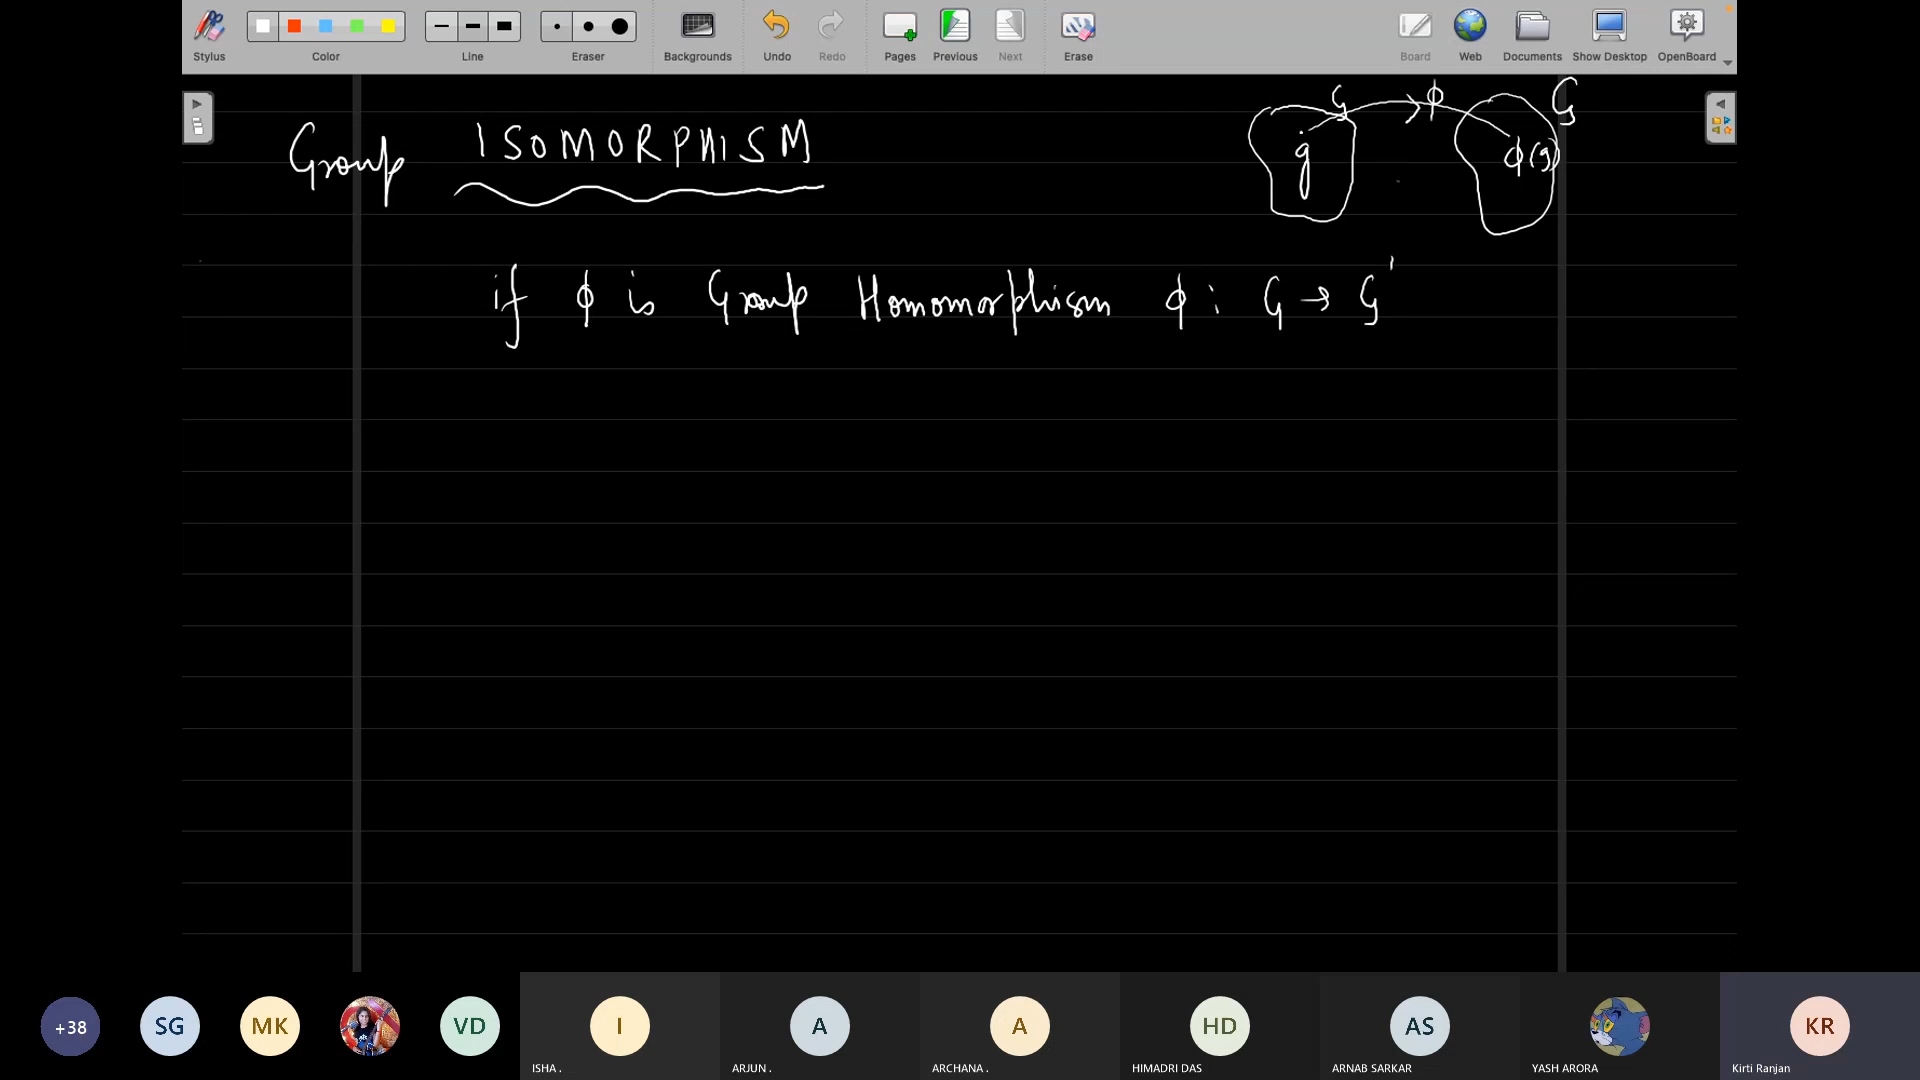 Stylus Color Line Eraser Backgrounds Undo Redo Pages Previous Next Erase Board Web Documents Show Desktop OpenBoard
G ϕ G
Group ISOMORPHISM g ϕ(g)
if ϕ is Group Homomorphism ϕ : G → G'
+38 SG MK VD I A A HD AS KR
ISHA . ARJUN . ARCHANA . HIMADRI DAS ARNAB SARKAR YASH ARORA Kirti Ranjan